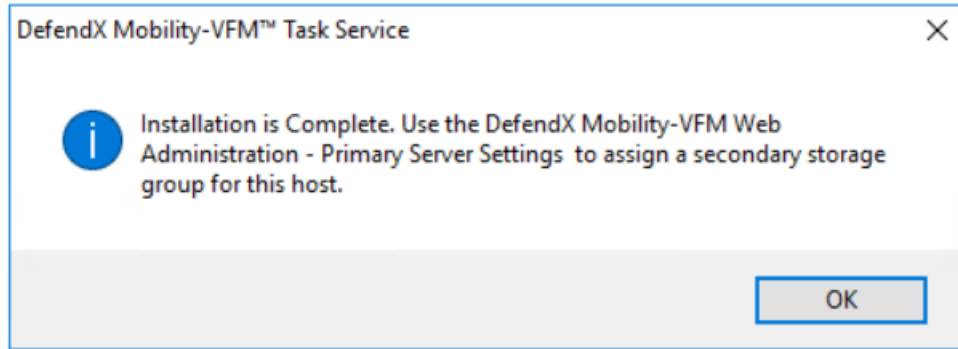 DefendX Mobility-VFM™ Task Service
Installation is Complete. Use the DefendX Mobility-VFM Web
Administration - Primary Server Settings  to assign a secondary storage
group for this host.
OK